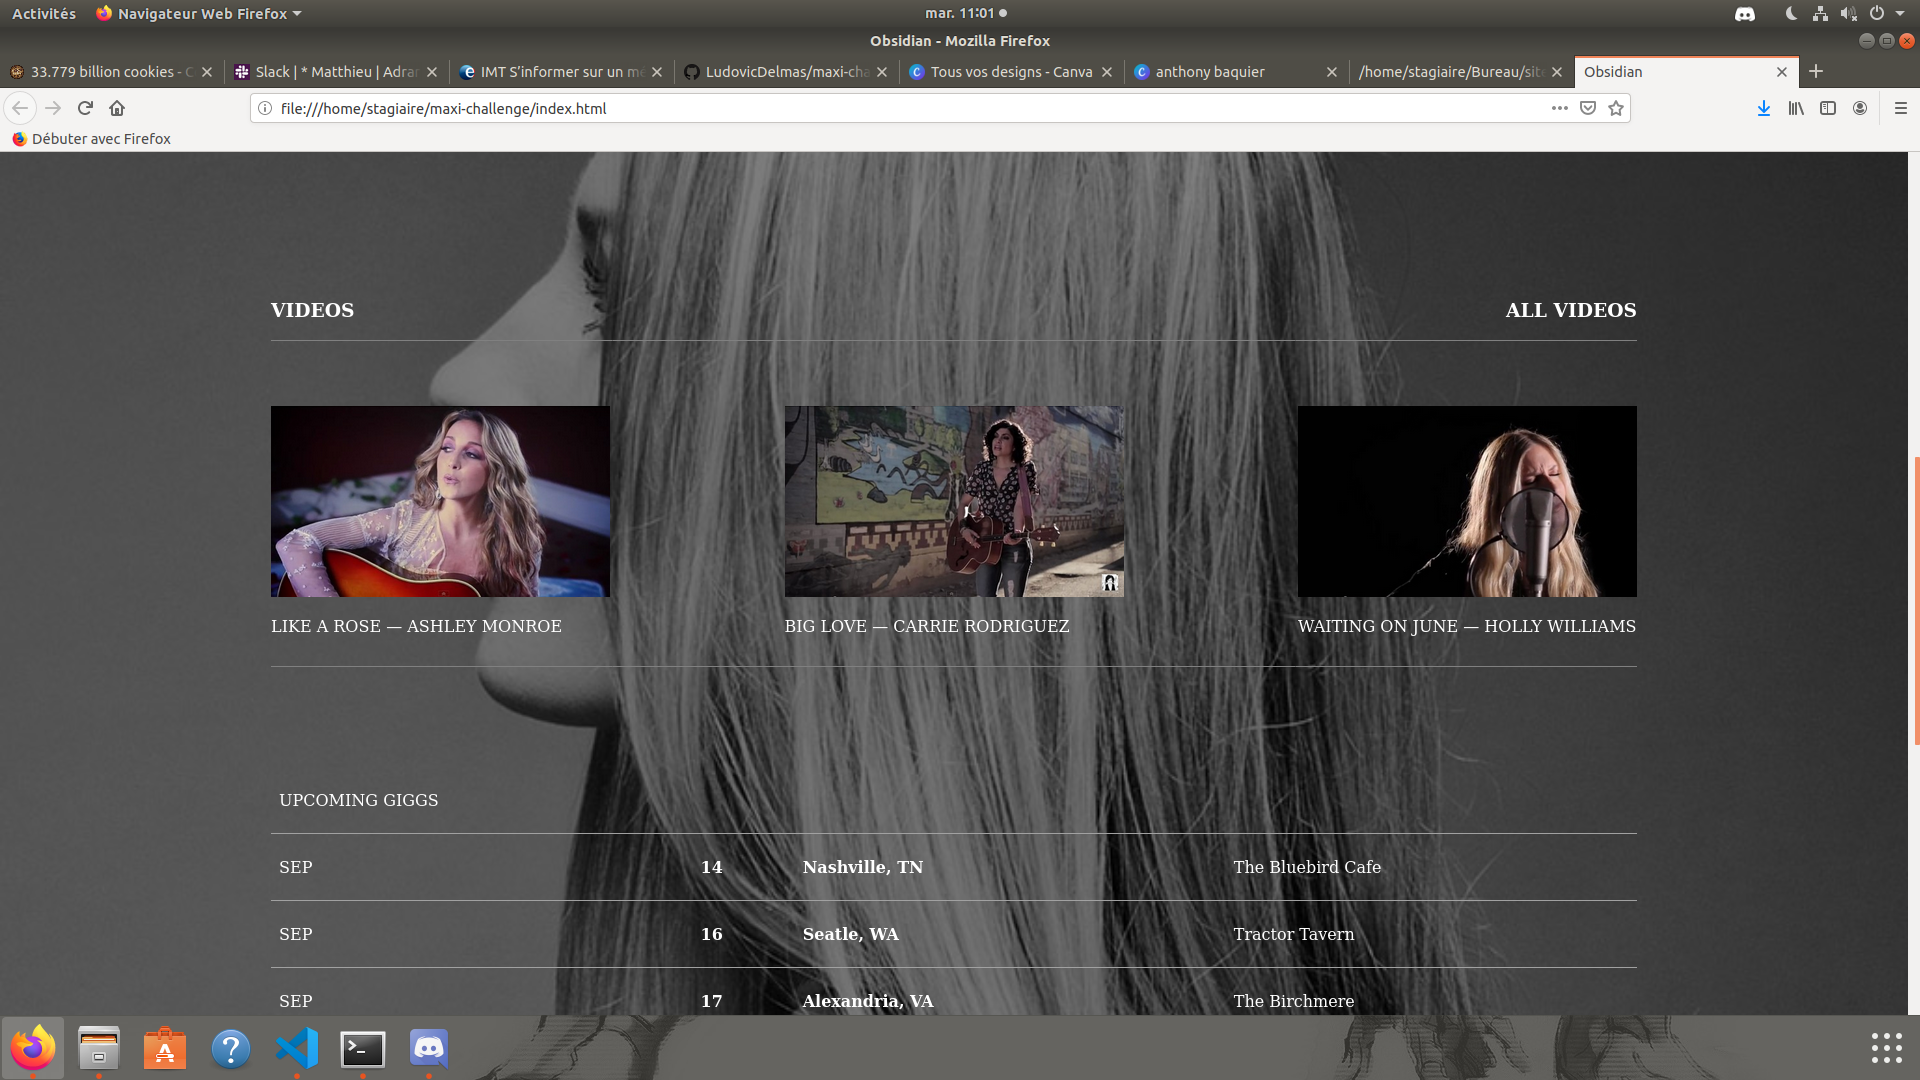 Activités Navigateur Web Firefox mar. 11:01
Obsidian - Mozilla Firefox
33.779 billion cookies - C Slack | * Matthieu | Adrar IMT S'informer sur un mé LudovicDelmas/maxi-cha Tous vos designs - Canva anthony baquier /home/stagiaire/Bureau/site Obsidian
file:///home/stagiaire/maxi-challenge/index.html
Débuter avec Firefox
VIDEOS ALL VIDEOS
LIKE A ROSE — ASHLEY MONROE BIG LOVE — CARRIE RODRIGUEZ WAITING ON JUNE — HOLLY WILLIAMS
UPCOMING GIGGS
SEP 14 Nashville, TN The Bluebird Cafe
SEP 16 Seatle, WA Tractor Tavern
SEP 17 Alexandria, VA The Birchmere